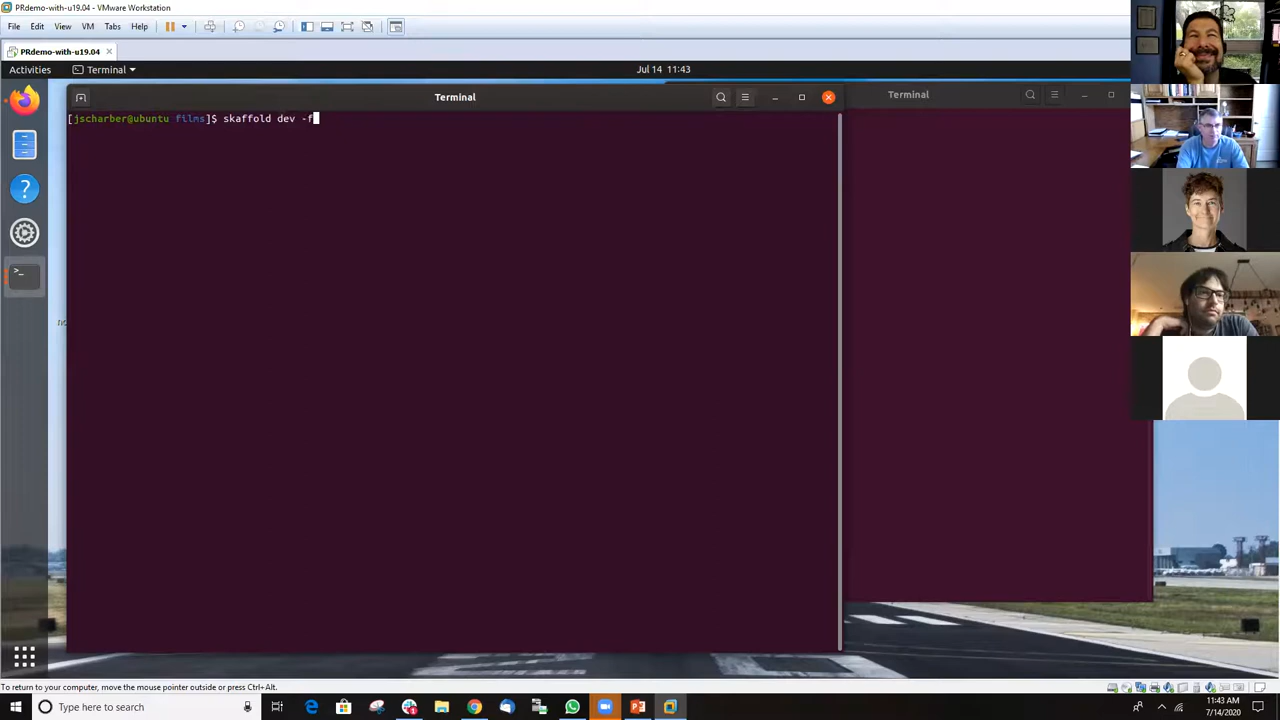 PRdemo-with-u19.04 - VMware Workstation
File Edit View VM Tabs Help
PRdemo-with-u19.04
Activities Terminal Jul 14 11:43
Terminal
Terminal
[jscharber@ubuntu films]$ skaffold dev -f
To return to your computer, move the mouse pointer outside or press Ctrl+Alt.
Type here to search
11:43 AM
7/14/2020